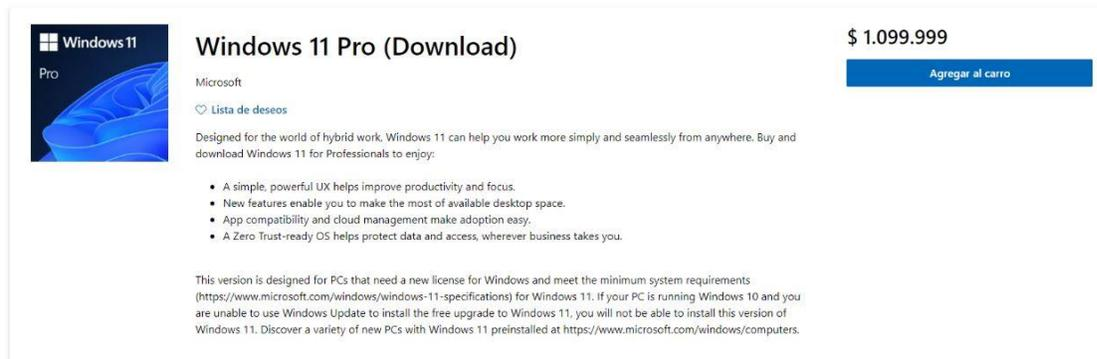 Windows 11
Pro
Windows 11 Pro (Download)
Microsoft
Lista de deseos
Designed for the world of hybrid work, Windows 11 can help you work more simply and seamlessly from anywhere. Buy and
download Windows 11 for Professionals to enjoy:
• A simple, powerful UX helps improve productivity and focus.
• New features enable you to make the most of available desktop space.
• App compatibility and cloud management make adoption easy.
• A Zero Trust-ready OS helps protect data and access, wherever business takes you.
This version is designed for PCs that need a new license for Windows and meet the minimum system requirements
(https://www.microsoft.com/windows/windows-11-specifications) for Windows 11. If your PC is running Windows 10 and you
are unable to use Windows Update to install the free upgrade to Windows 11, you will not be able to install this version of
Windows 11. Discover a variety of new PCs with Windows 11 preinstalled at https://www.microsoft.com/windows/computers.
$ 1.099.999
Agregar al carro